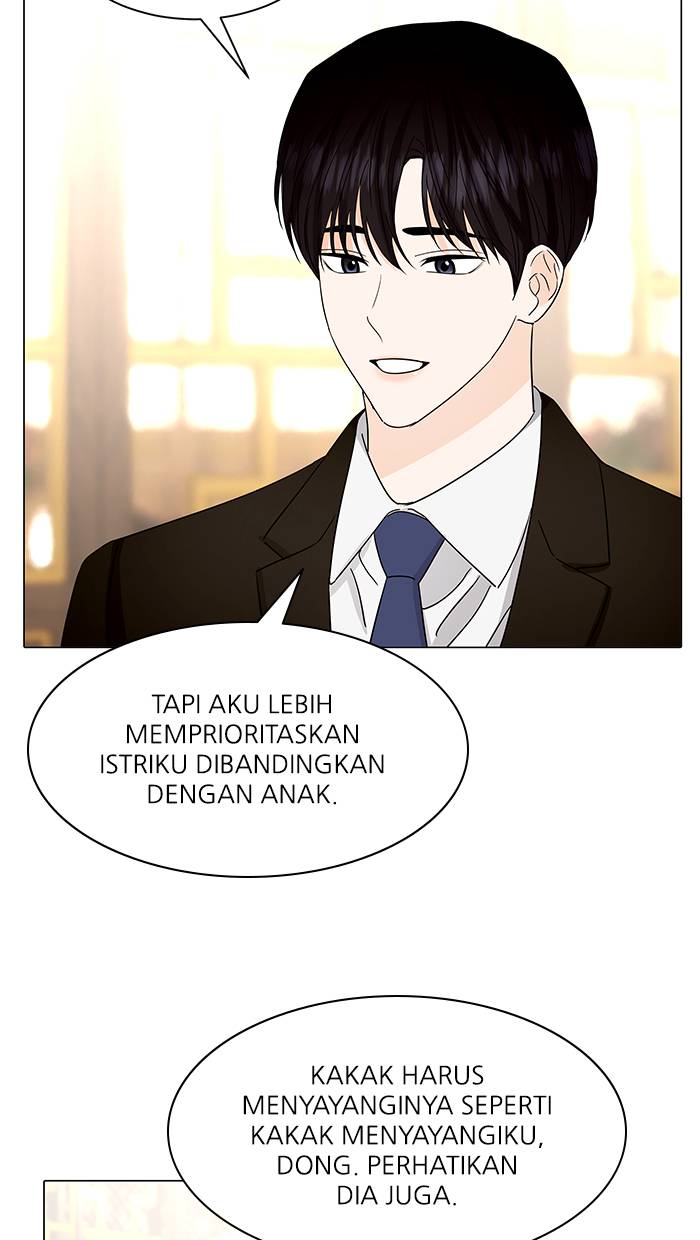 TAPI AKU LEBIH
MEMPRIORITASKAN
ISTRIKU DIBANDINGKAN
DENGAN ANAK.
KAKAK HARUS
MENYAYANGINYA SEPERTI
KAKAK MENYAYANGIKU,
DONG. PERHATIKAN
DIA JUGA.